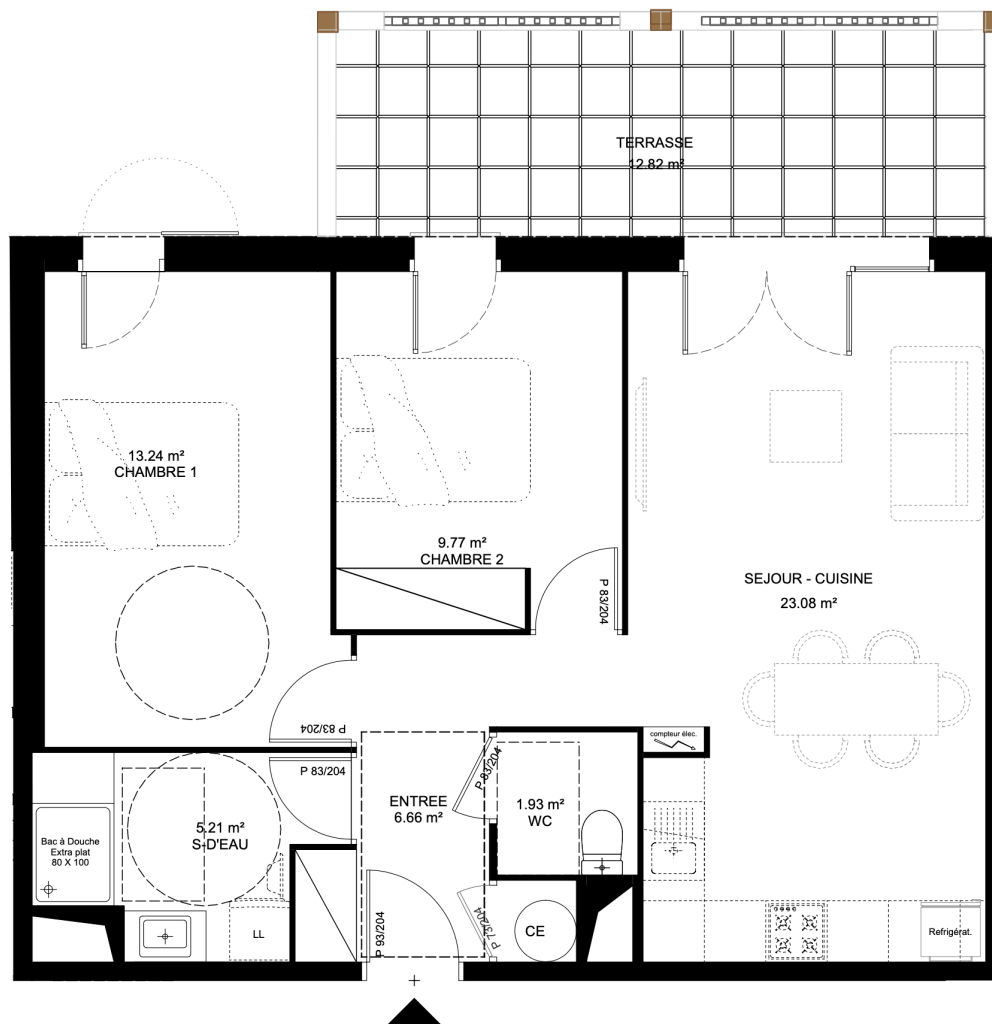 TERRASSE
12.82 m²
13.24 m²
CHAMBRE 1
9.77 m²
CHAMBRE 2
P 83/204
SEJOUR - CUISINE
23.08 m²
P 83/204
compteur élec.
P 83/204
P 83/204
ENTREE
6.66 m²
1.93 m²
WC
5.21 m²
S-D'EAU
Bac à Douche
Extra plat
80 X 100
LL
P 93/204
P 73/204
CE
Refrigérat.